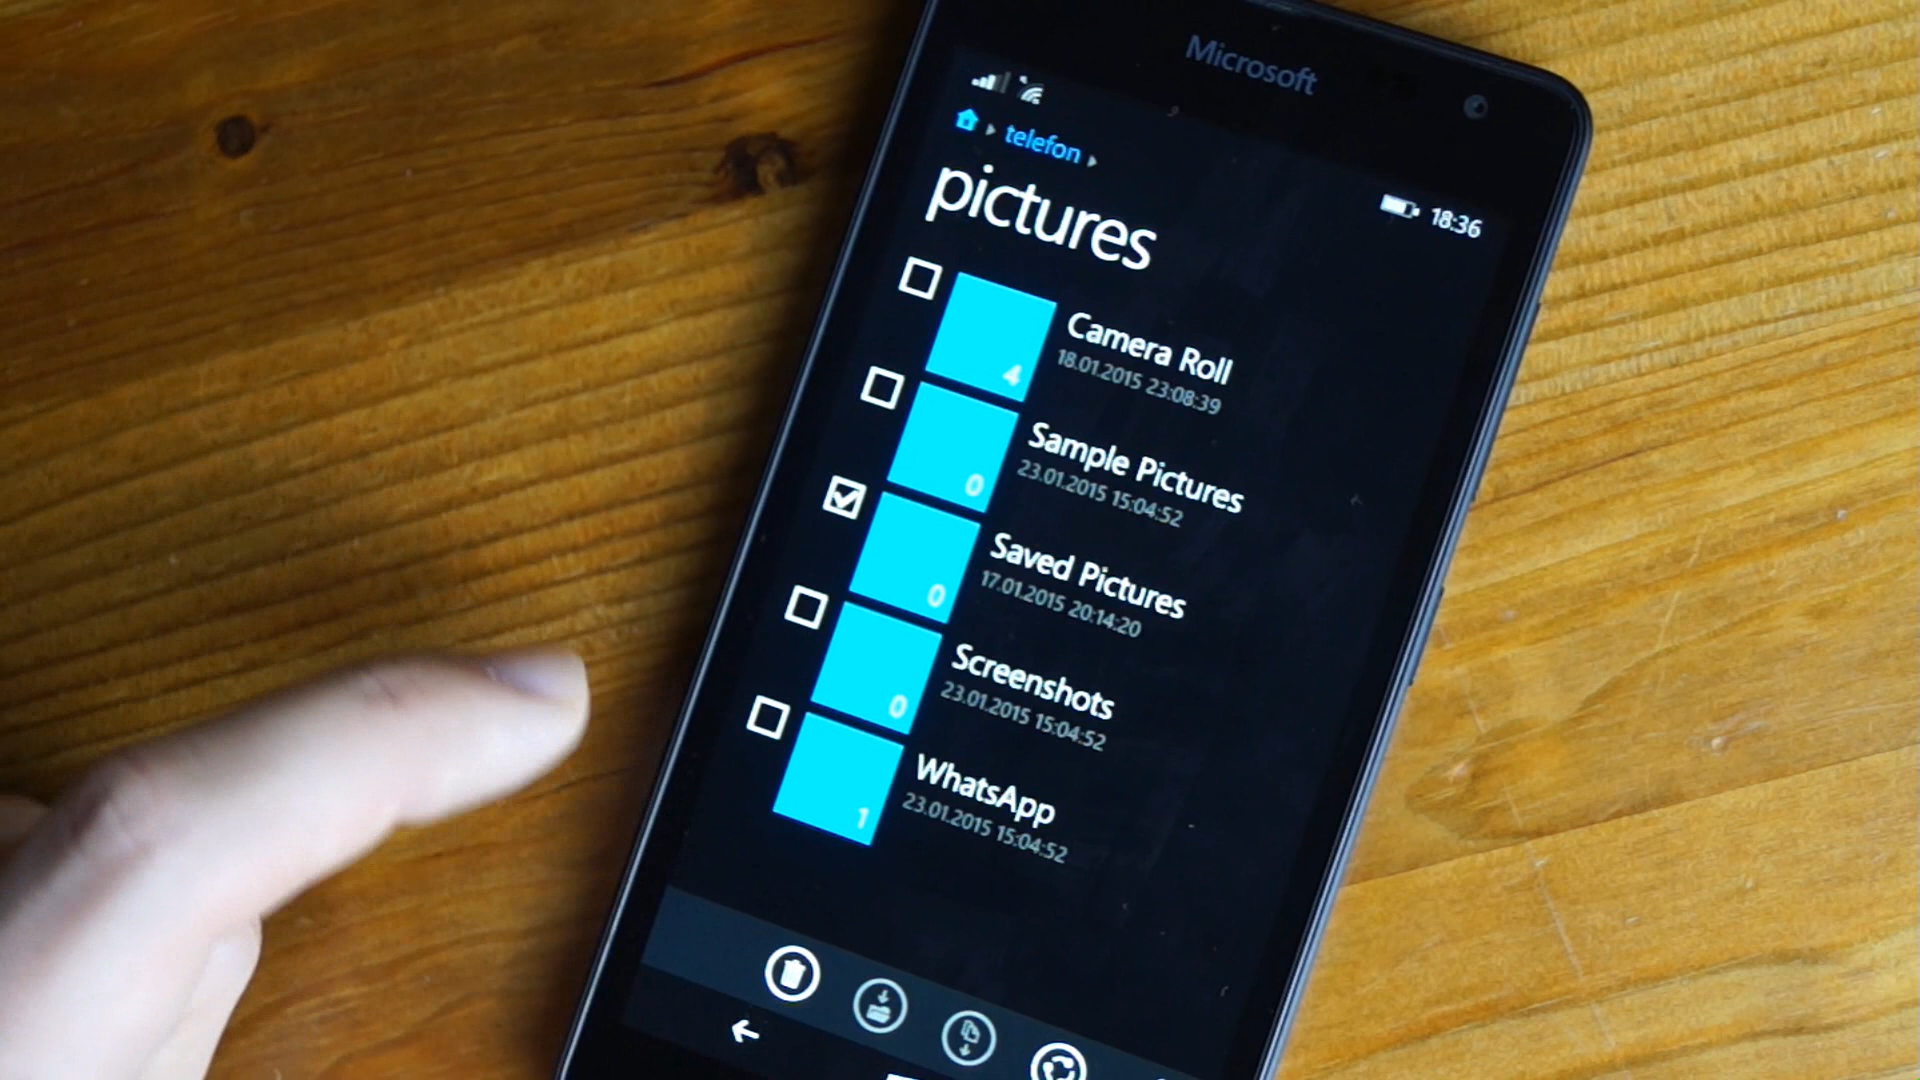 Microsoft
telefon
18:36
pictures
Camera Roll
18.01.2015 23:08:39
4
Sample Pictures
23.01.2015 15:04:52
0
Saved Pictures
17.01.2015 20:14:20
0
Screenshots
23.01.2015 15:04:52
0
WhatsApp
23.01.2015 15:04:52
1